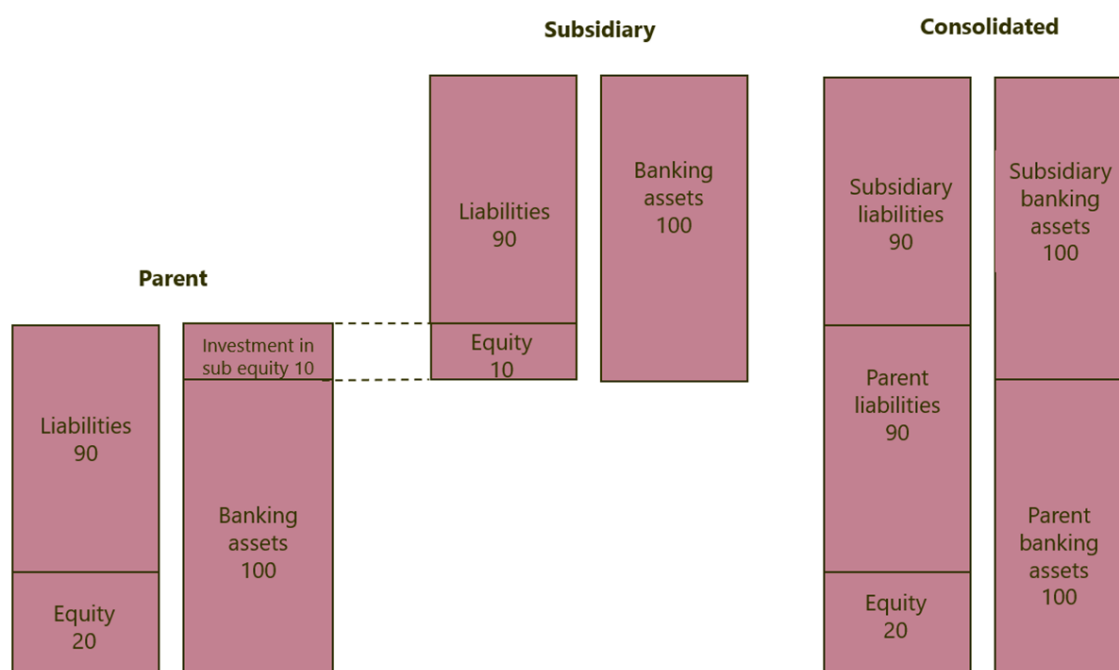 Parent
Liabilities
90
Equity
20
Investment in
sub equity 10
Banking
assets
100
Subsidiary
Liabilities
90
Equity
10
Banking
assets
100
Consolidated
Subsidiary
liabilities
90
Parent
liabilities
90
Equity
20
Subsidiary
banking
assets
100
Parent
banking
assets
100